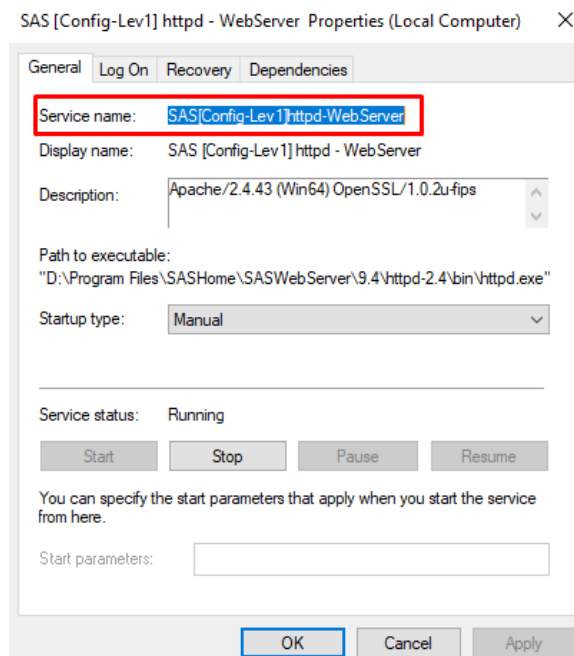 SAS [Config-Lev1] httpd - WebServer Properties (Local Computer)
General Log On Recovery Dependencies
Service name: SAS[Config-Lev1]httpd-WebServer
Display name: SAS [Config-Lev1] httpd - WebServer
Description: Apache/2.4.43 (Win64) OpenSSL/1.0.2u-fips
Path to executable:
"D:\Program Files\SASHome\SASWebServer\9.4\httpd-2.4\bin\httpd.exe"
Startup type: Manual
Service status: Running
Start Stop Pause Resume
You can specify the start parameters that apply when you start the service
from here.
Start parameters:
OK Cancel Apply